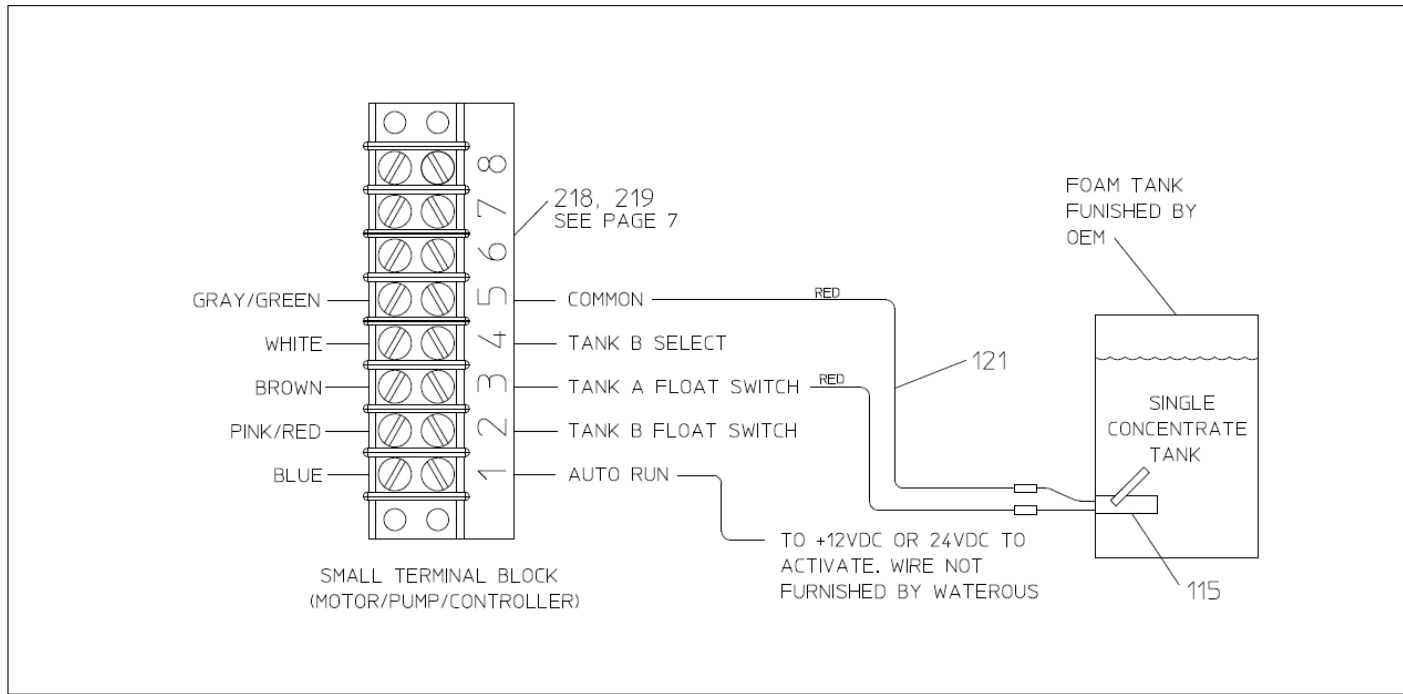 8
7
6
5
4
3
2
1
218, 219
SEE PAGE 7
GRAY/GREEN
WHITE
BROWN
PINK/RED
BLUE
COMMON
TANK B SELECT
TANK A FLOAT SWITCH
TANK B FLOAT SWITCH
AUTO RUN
RED
RED
121
TO +12VDC OR 24VDC TO
ACTIVATE. WIRE NOT
FURNISHED BY WATEROUS
SMALL TERMINAL BLOCK
(MOTOR/PUMP/CONTROLLER)
FOAM TANK
FUNISHED BY
OEM
SINGLE
CONCENTRATE
TANK
115